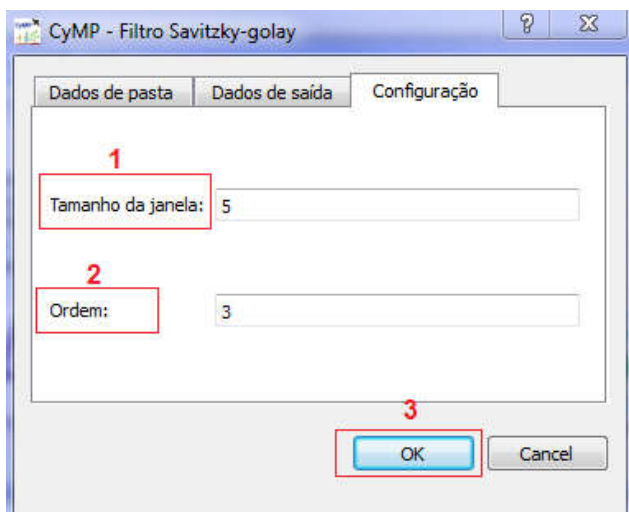 CyMP - Filtro Savitzky-golay
Dados de pasta Dados de saída Configuração
1
Tamanho da janela: 5
2
Ordem: 3
3
OK Cancel